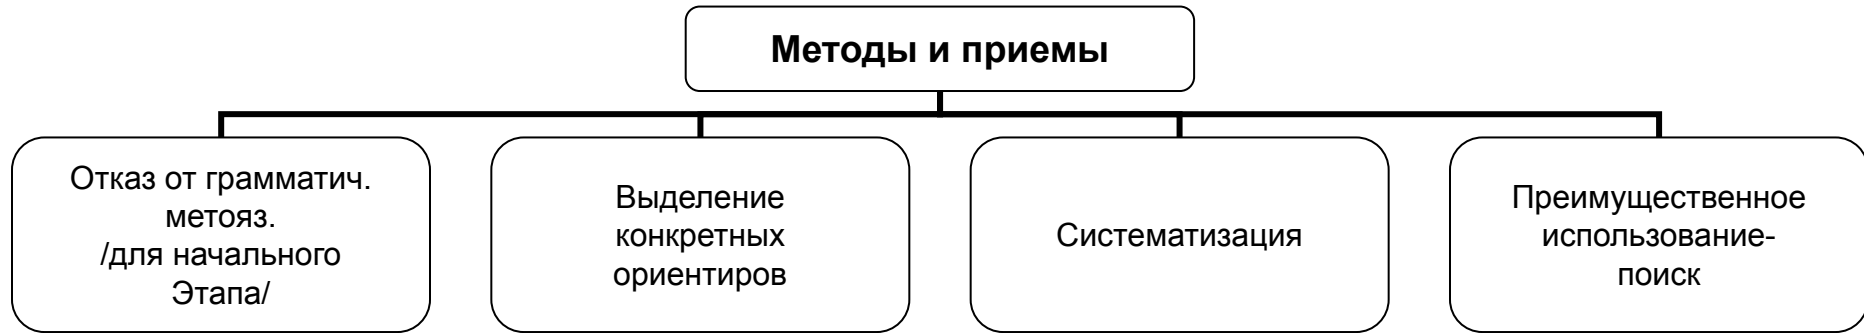 Методы и приемы
Отказ от грамматич.
метояз.
/для начального
Этапа/
Выделение
конкретных
ориентиров
Систематизация
Преимущественное
использование-
поиск